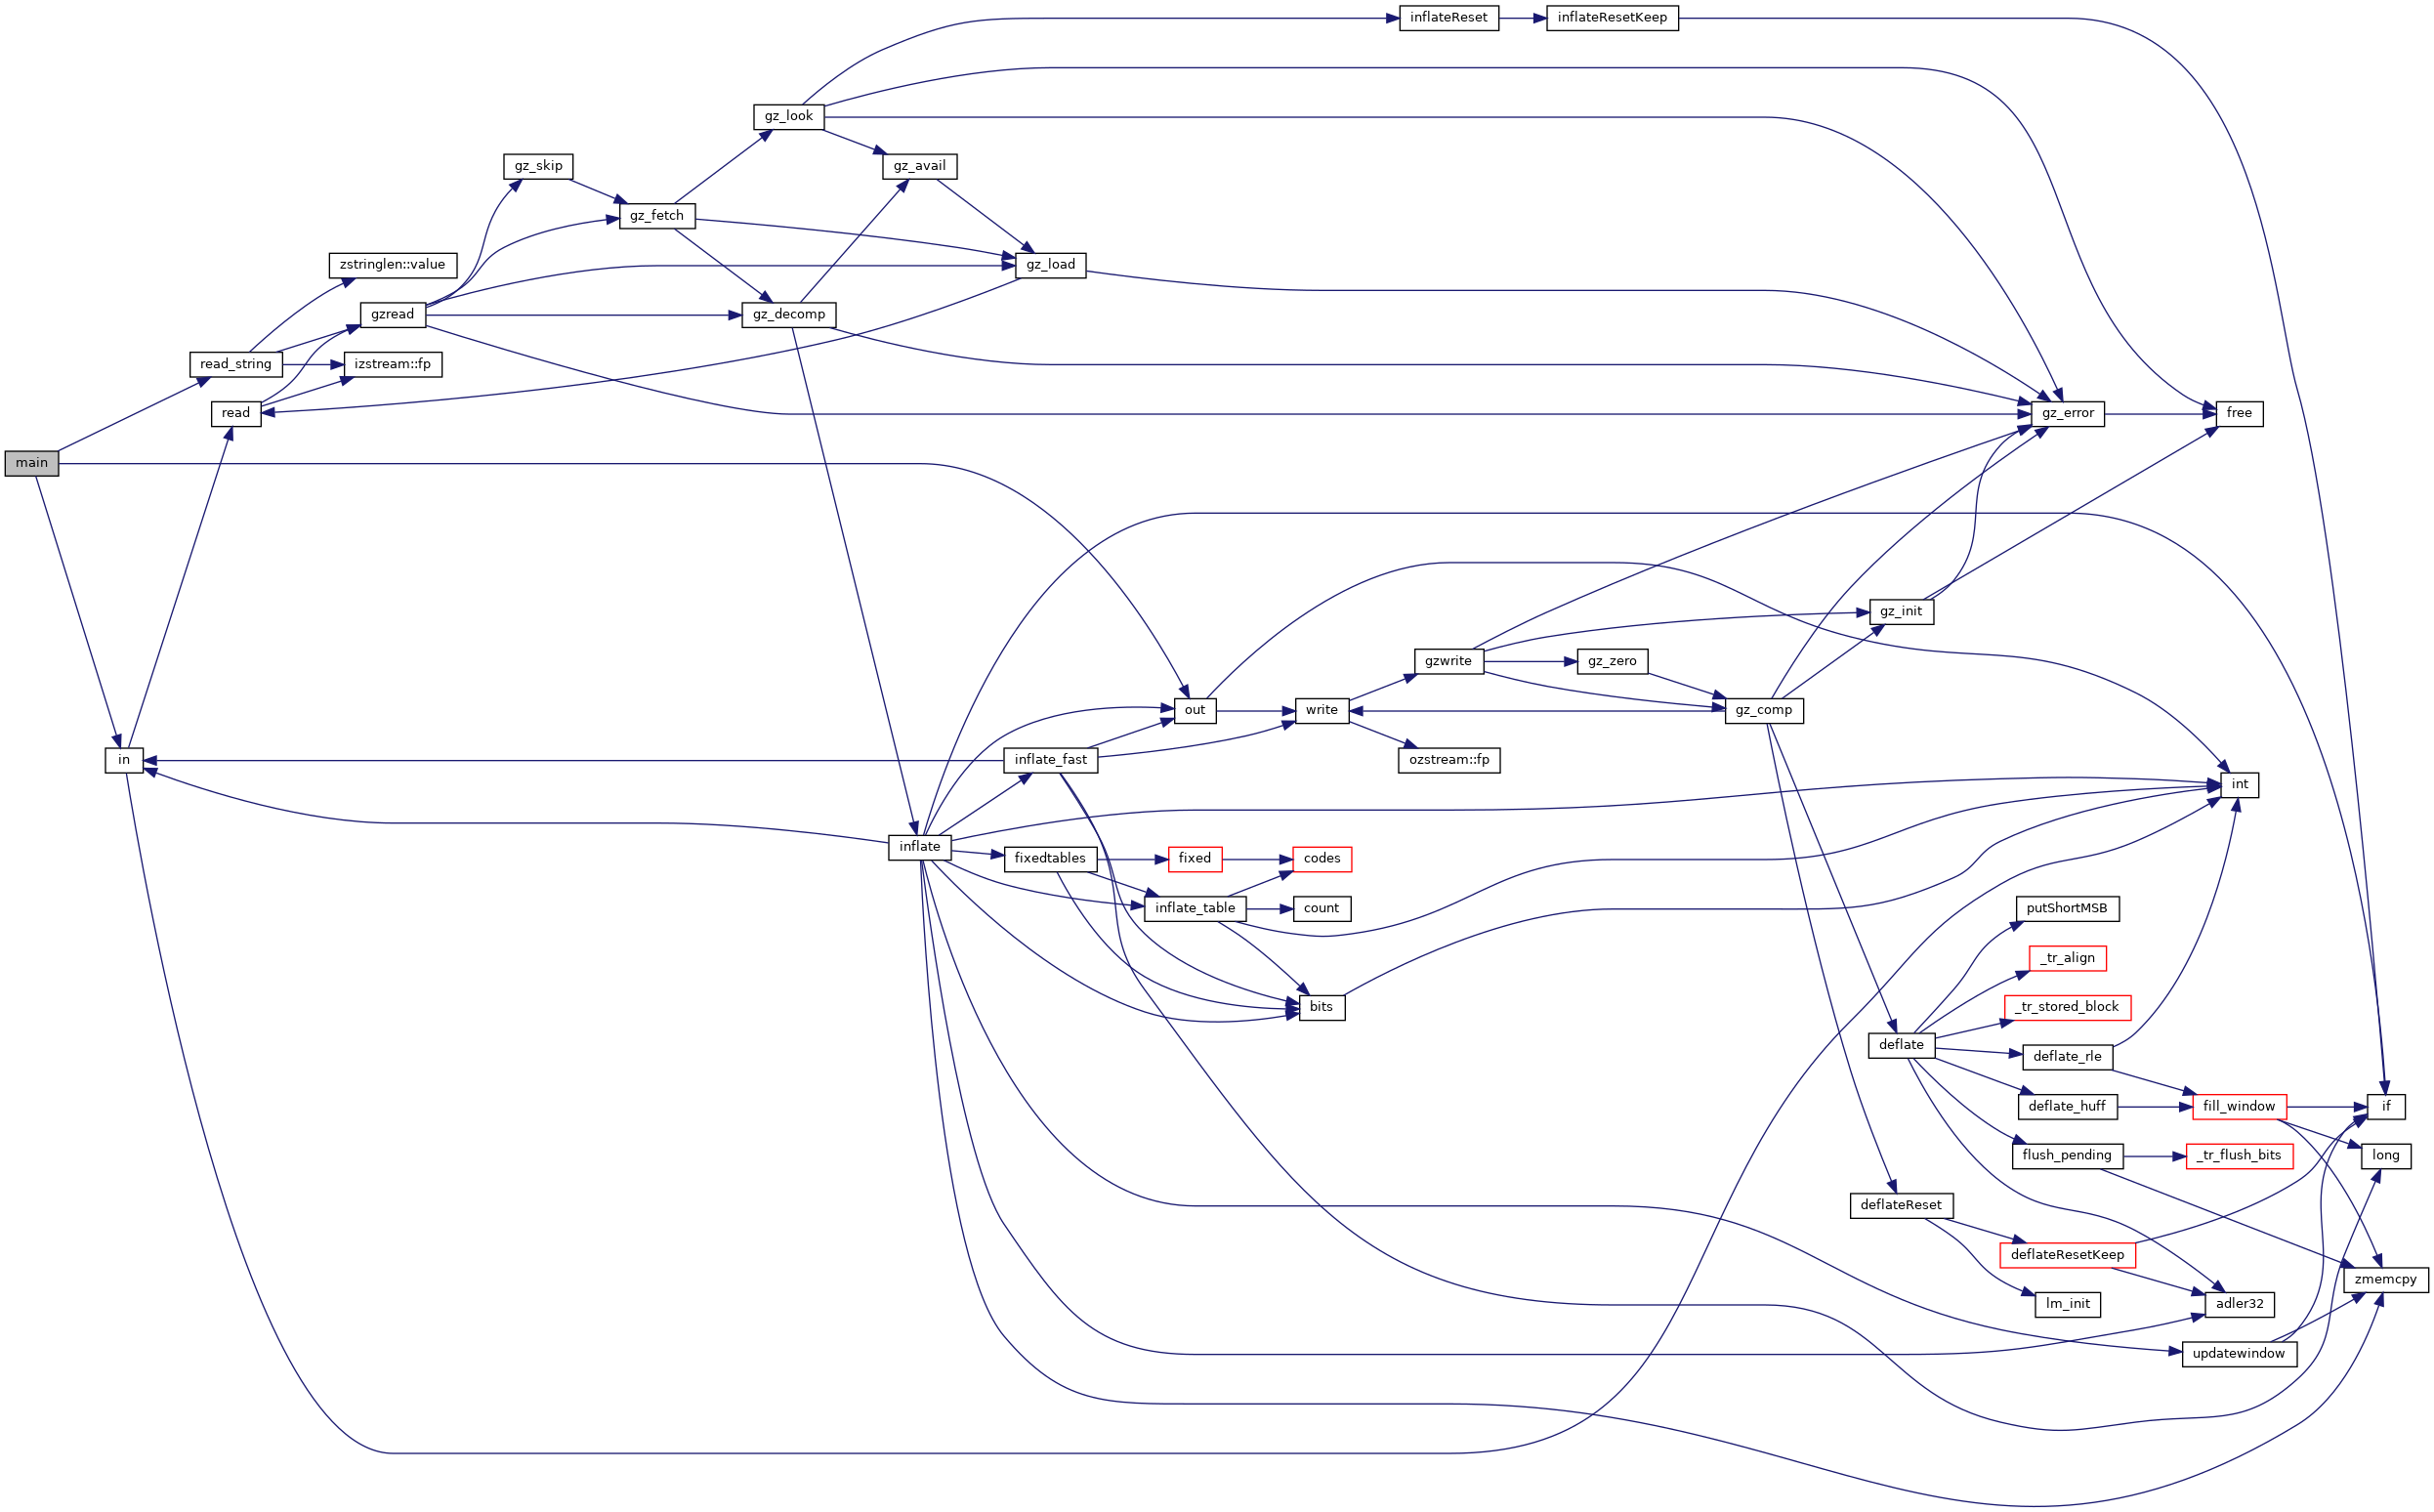 inflateReset
inflateResetKeep
gz_look
gz_skip
gz_avail
gz_fetch
zstringlen::value
gz_load
gzread
gz_decomp
read_string
izstream::fp
read
gz_error
free
main
gz_init
gzwrite
gz_zero
out
write
gz_comp
in
inflate_fast
ozstream::fp
int
inflate
fixedtables
fixed
codes
inflate_table
count
putShortMSB
_tr_align
bits
_tr_stored_block
deflate
deflate_rle
deflate_huff
fill_window
if
flush_pending
_tr_flush_bits
long
deflateReset
deflateResetKeep
zmemcpy
lm_init
adler32
updatewindow